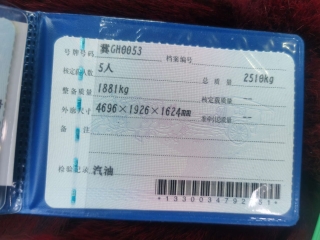 号牌号码 冀GH0053 档案编号
核定载人数 5人 总质量 2510kg
整备质量 1881kg 核定载质量 --
外廓尺寸 4696×1926×1624mm 准牵引总质量 --
备注
检验记录 汽油